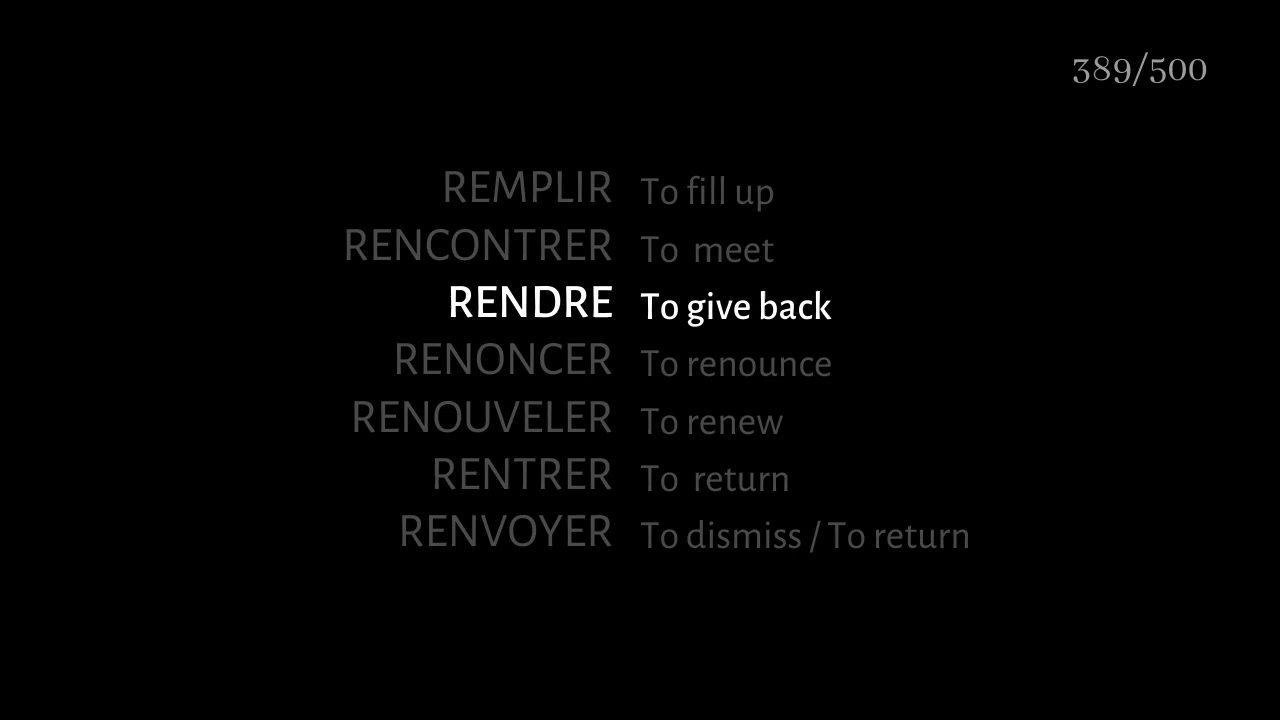 389/500
REMPLIR To fill up
RENCONTRER To meet
RENDRE To give back
RENONCER To renounce
RENOUVELER To renew
RENTRER To return
RENVOYER To dismiss / To return